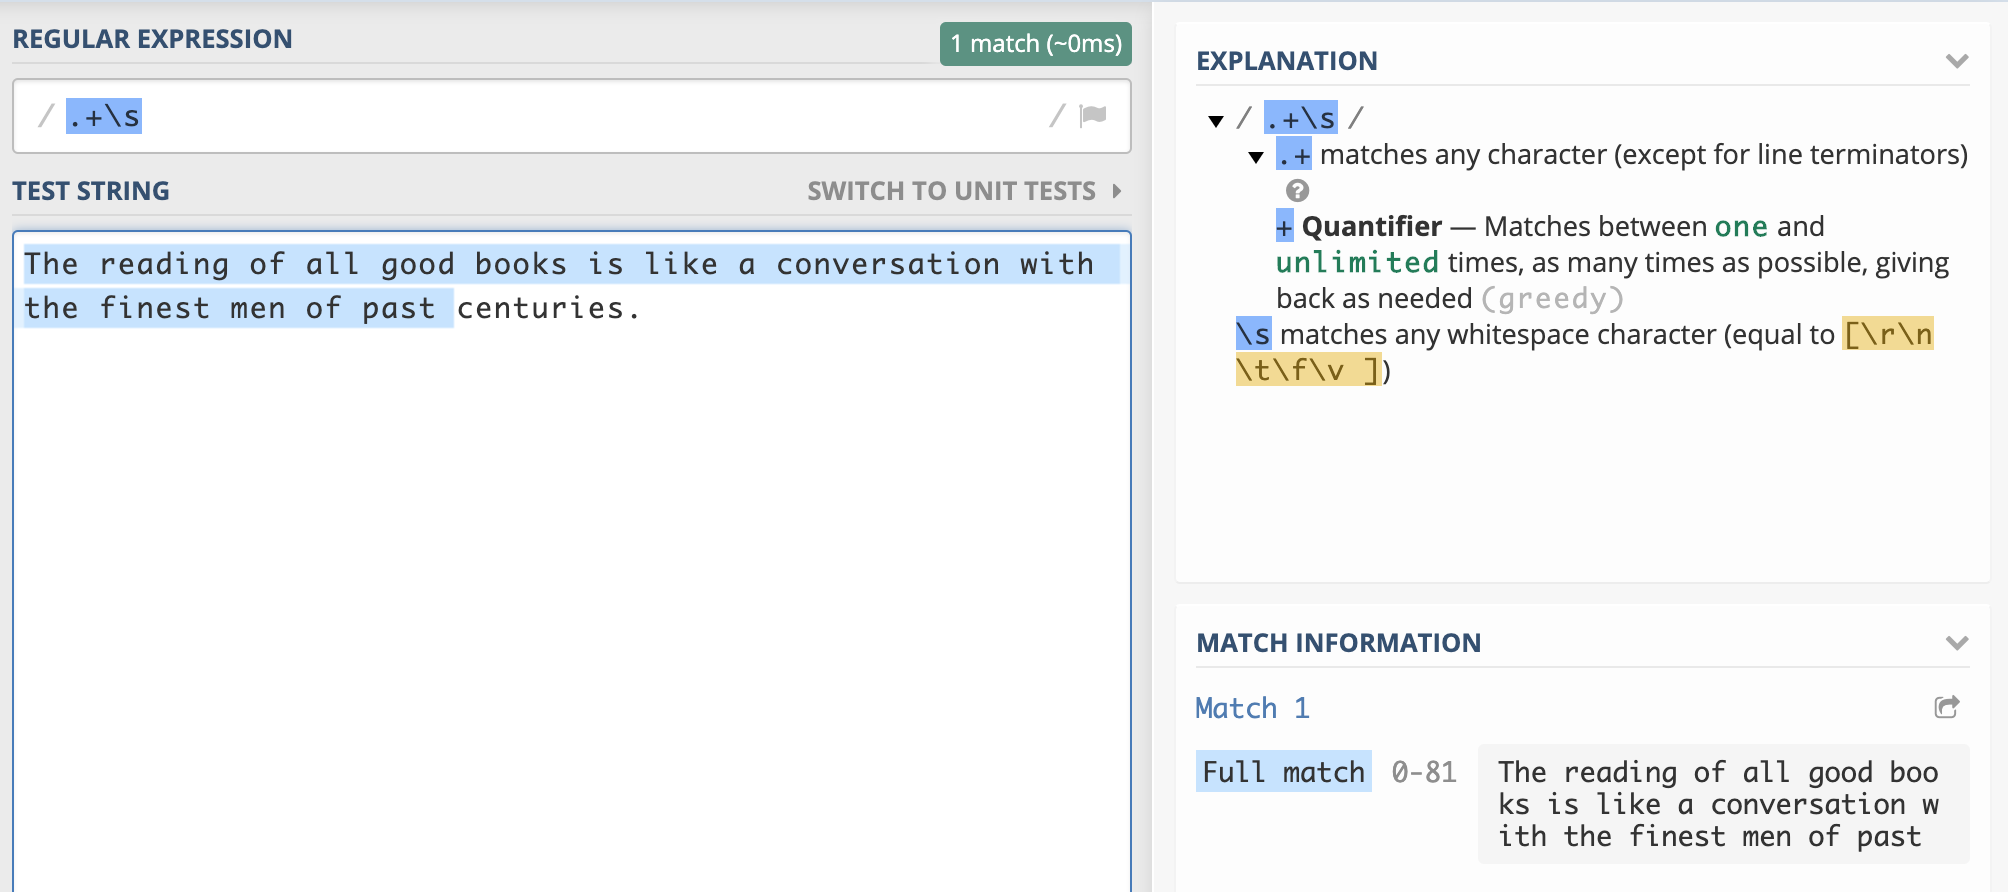 REGULAR EXPRESSION
1 match (~0ms)
/ .+\s /
TEST STRING
SWITCH TO UNIT TESTS
The reading of all good books is like a conversation with
the finest men of past centuries.
EXPLANATION
/ .+\s /
.+ matches any character (except for line terminators)
?
+ Quantifier — Matches between one and
unlimited times, as many times as possible, giving
back as needed (greedy)
\s matches any whitespace character (equal to [\r\n
\t\f\v ])
MATCH INFORMATION
Match 1
Full match 0-81 The reading of all good boo
ks is like a conversation w
ith the finest men of past